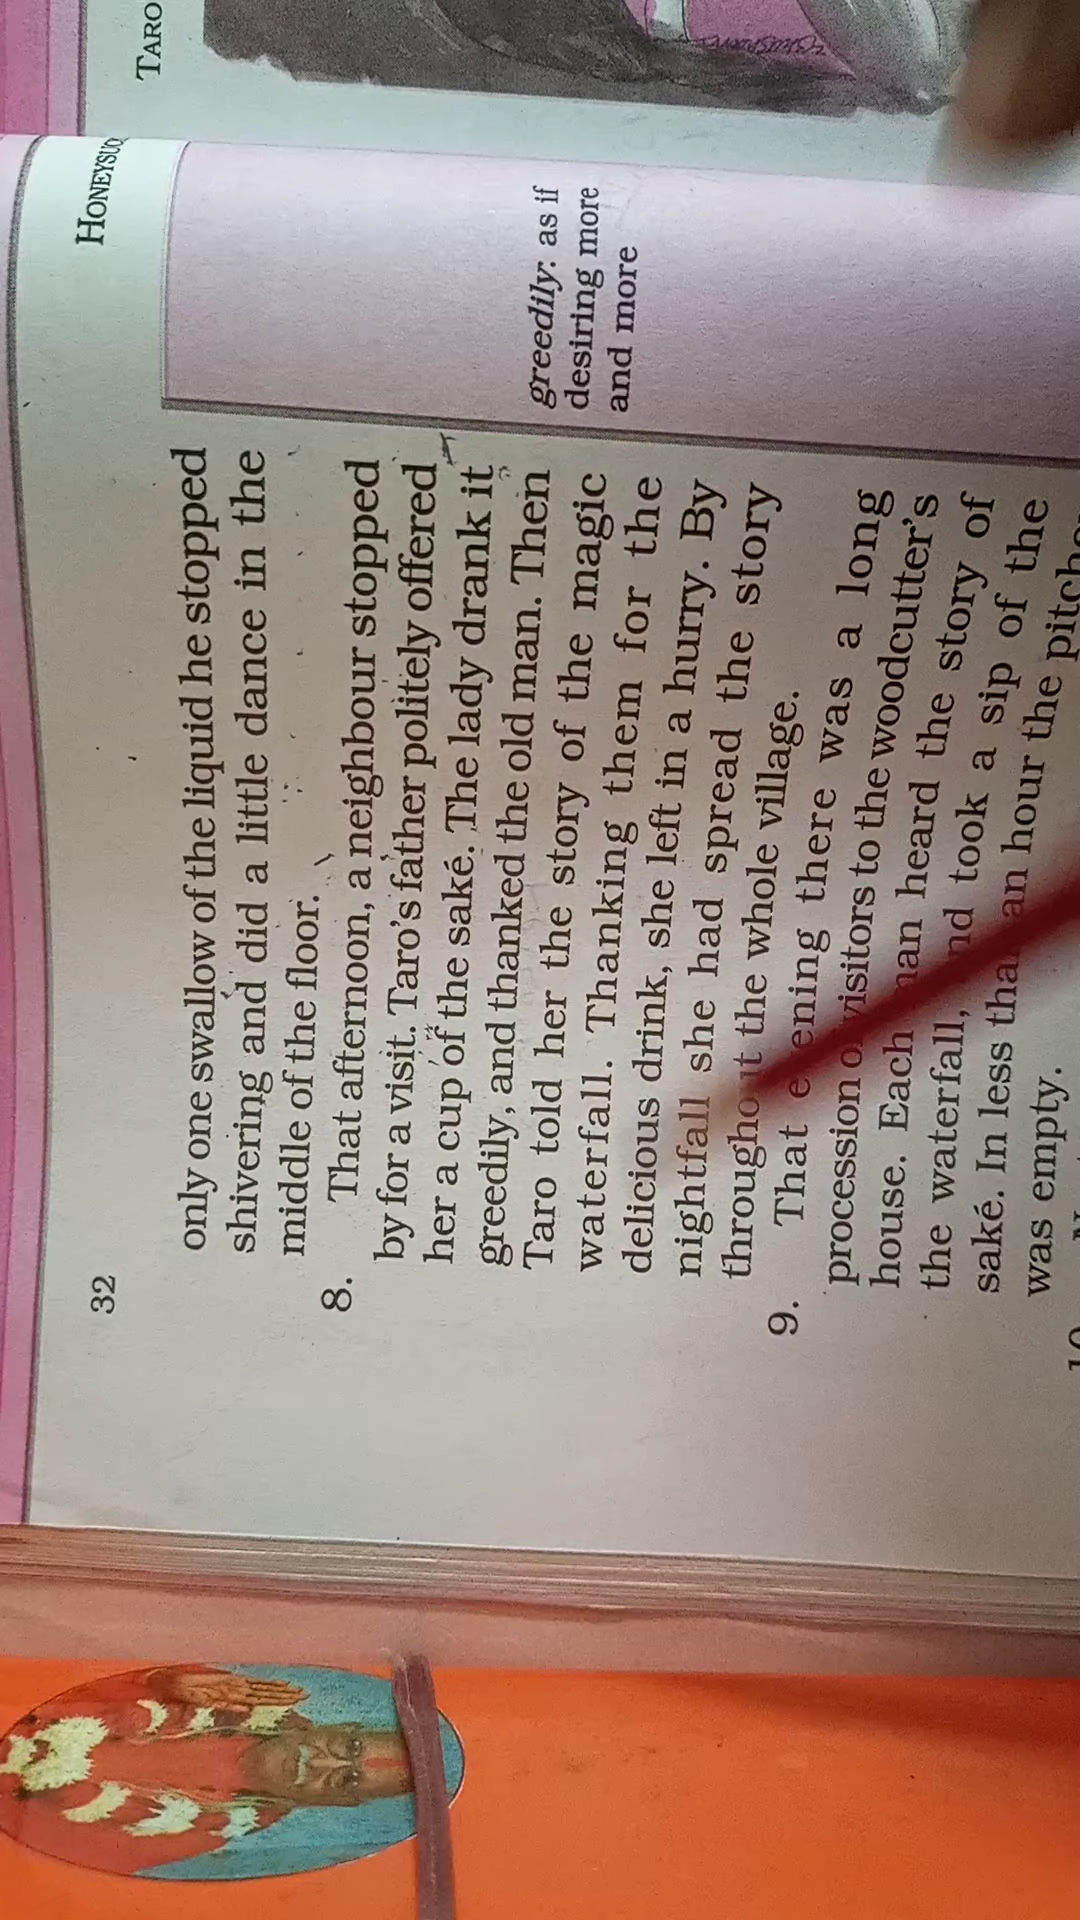 32
HONEYSUC
only one swallow of the liquid he stopped
shivering and did a little dance in the
middle of the floor.
8. That afternoon, a neighbour stopped
by for a visit. Taro's father politely offered
her a cup of the saké. The lady drank it
greedily, and thanked the old man. Then
Taro told her the story of the magic
waterfall. Thanking them for the
delicious drink, she left in a hurry. By
nightfall she had spread the story
throughout the whole village.
9. That evening there was a long
procession of visitors to the woodcutter's
house. Each man heard the story of
the waterfall, and took a sip of the
saké. In less than an hour the pitche
was empty.
10
greedily: as if
desiring more
and more
TARO